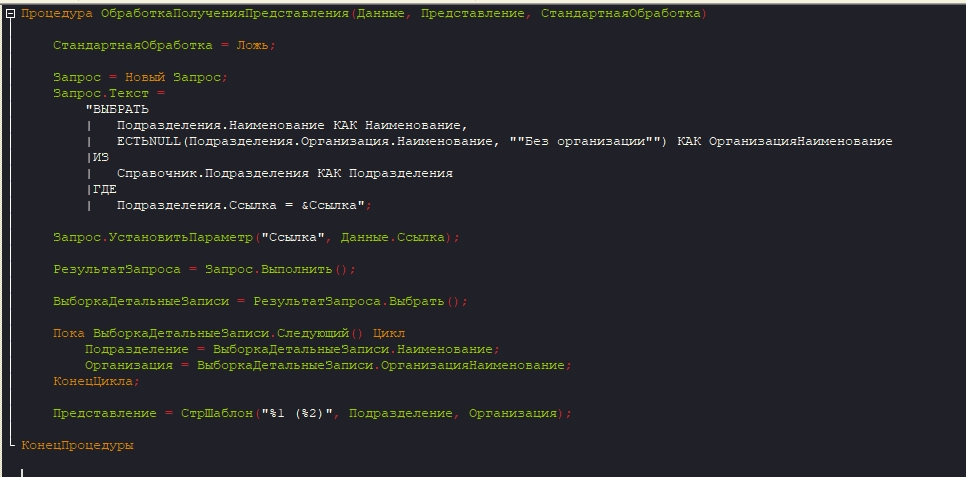 Процедура ОбработкаПолученияПредставления(Данные, Представление, СтандартнаяОбработка)
СтандартнаяОбработка = Ложь;
Запрос = Новый Запрос;
Запрос.Текст =
"ВЫБРАТЬ
|   Подразделения.Наименование КАК Наименование,
|   ЕСТЬNULL(Подразделения.Организация.Наименование, ""Без организации"") КАК ОрганизацияНаименование
|ИЗ
|   Справочник.Подразделения КАК Подразделения
|ГДЕ
|   Подразделения.Ссылка = &Ссылка";
Запрос.УстановитьПараметр("Ссылка", Данные.Ссылка);
РезультатЗапроса = Запрос.Выполнить();
ВыборкаДетальныеЗаписи = РезультатЗапроса.Выбрать();
Пока ВыборкаДетальныеЗаписи.Следующий() Цикл
Подразделение = ВыборкаДетальныеЗаписи.Наименование;
Организация = ВыборкаДетальныеЗаписи.ОрганизацияНаименование;
КонецЦикла;
Представление = СтрШаблон("%1 (%2)", Подразделение, Организация);
КонецПроцедуры